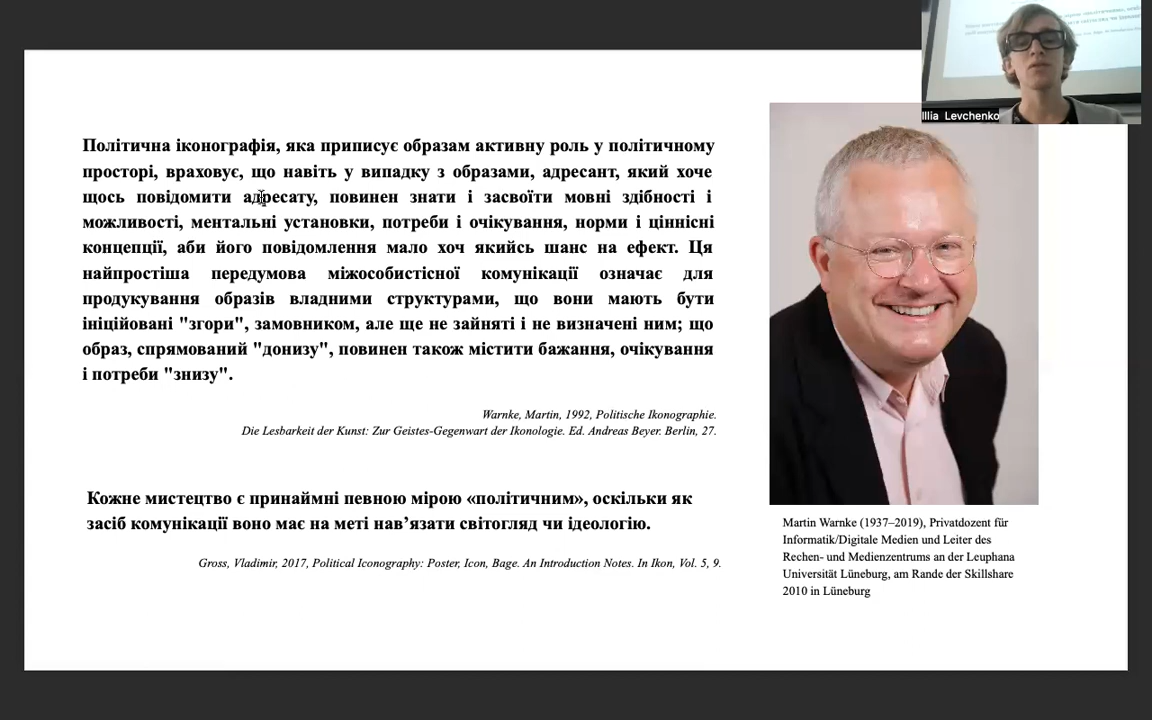 Політична іконографія, яка приписує образам активну роль у політичному
просторі, враховує, що навіть у випадку з образами, адресант, який хоче
щось повідомити адресату, повинен знати і засвоїти мовні здібності і
можливості, ментальні установки, потреби і очікування, норми і ціннісні
концепції, аби його повідомлення мало хоч якийсь шанс на ефект. Ця
найпростіша передумова міжособистісної комунікації означає для
продукування образів владними структурами, що вони мають бути
ініційовані "згори", замовником, але ще не зайняті і не визначені ним; що
образ, спрямований "донизу", повинен також містити бажання, очікування
і потреби "знизу".
Warnke, Martin, 1992, Politische Ikonographie.
Die Lesbarkeit der Kunst: Zur Geistes-Gegenwart der Ikonologie. Ed. Andreas Beyer. Berlin, 27.
Кожне мистецтво є принаймні певною мірою «політичним», оскільки як
засіб комунікації воно має на меті нав’язати світогляд чи ідеологію.
Gross, Vladimir, 2017, Political Iconography: Poster, Icon, Bage. An Introduction Notes. In Ikon, Vol. 5, 9.
Illia Levchenko
Martin Warnke (1937–2019), Privatdozent für
Informatik/Digitale Medien und Leiter des
Rechen- und Medienzentrums an der Leuphana
Universität Lüneburg, am Rande der Skillshare
2010 in Lüneburg